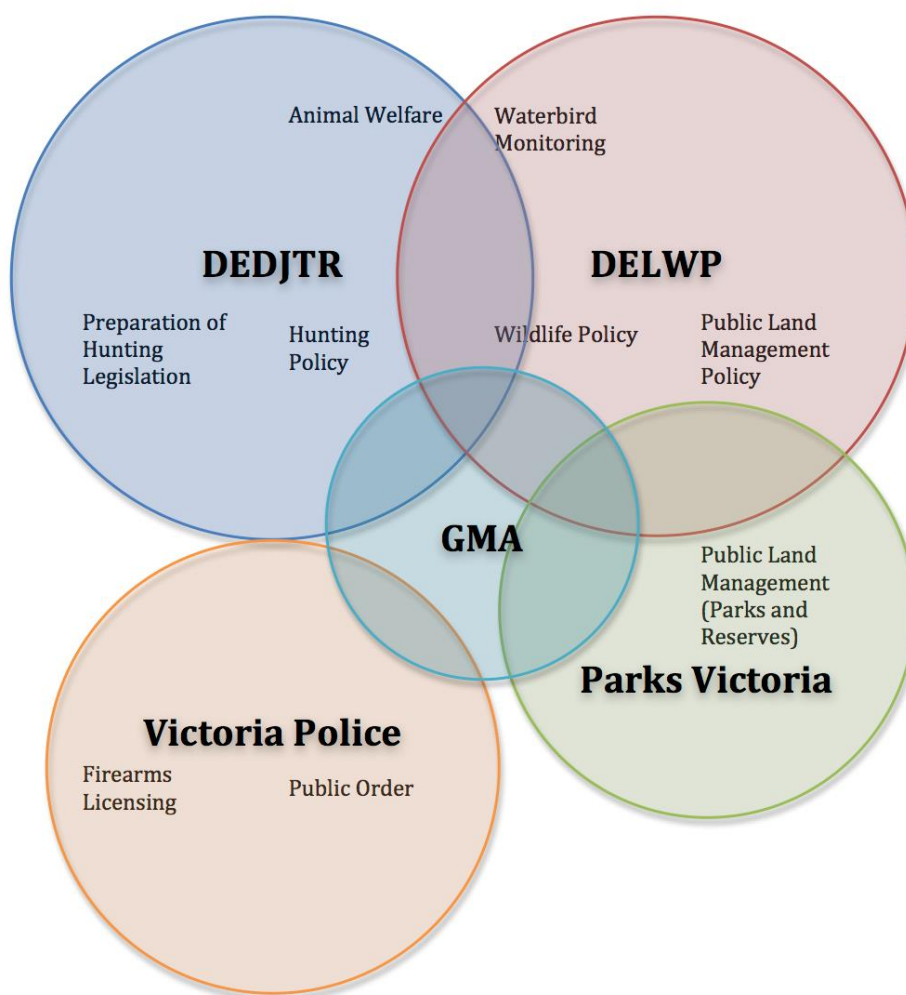 Animal Welfare
Waterbird
Monitoring
DEDJTR
DELWP
Preparation of
Hunting
Legislation
Hunting
Policy
Wildlife Policy
Public Land
Management
Policy
GMA
Public Land
Management
(Parks and
Reserves)
Parks Victoria
Victoria Police
Firearms
Licensing
Public Order